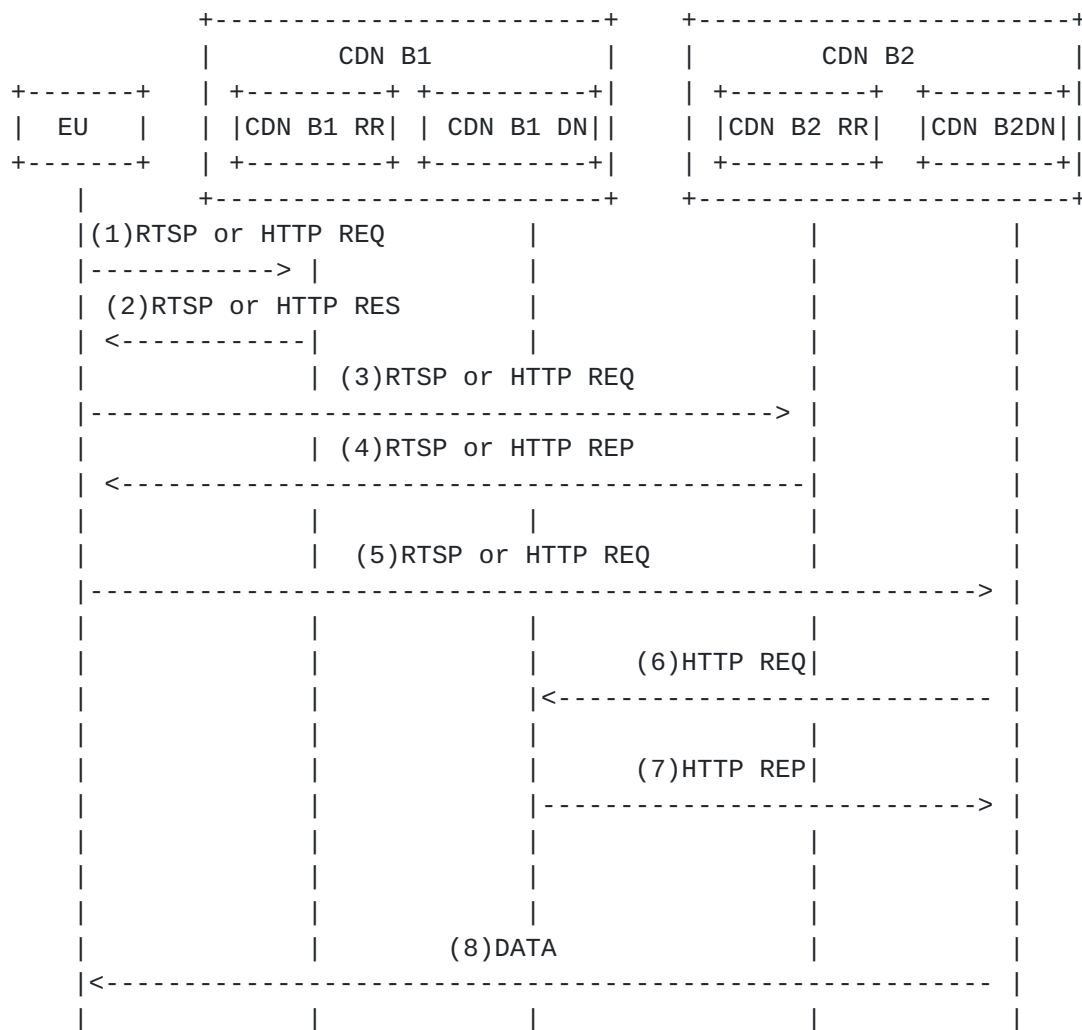 CDN B1 CDN B2
EU CDN B1 RR CDN B1 DN CDN B2 RR CDN B2DN
(1)RTSP or HTTP REQ
(2)RTSP or HTTP RES
(3)RTSP or HTTP REQ
(4)RTSP or HTTP REP
(5)RTSP or HTTP REQ
(6)HTTP REQ
(7)HTTP REP
(8)DATA